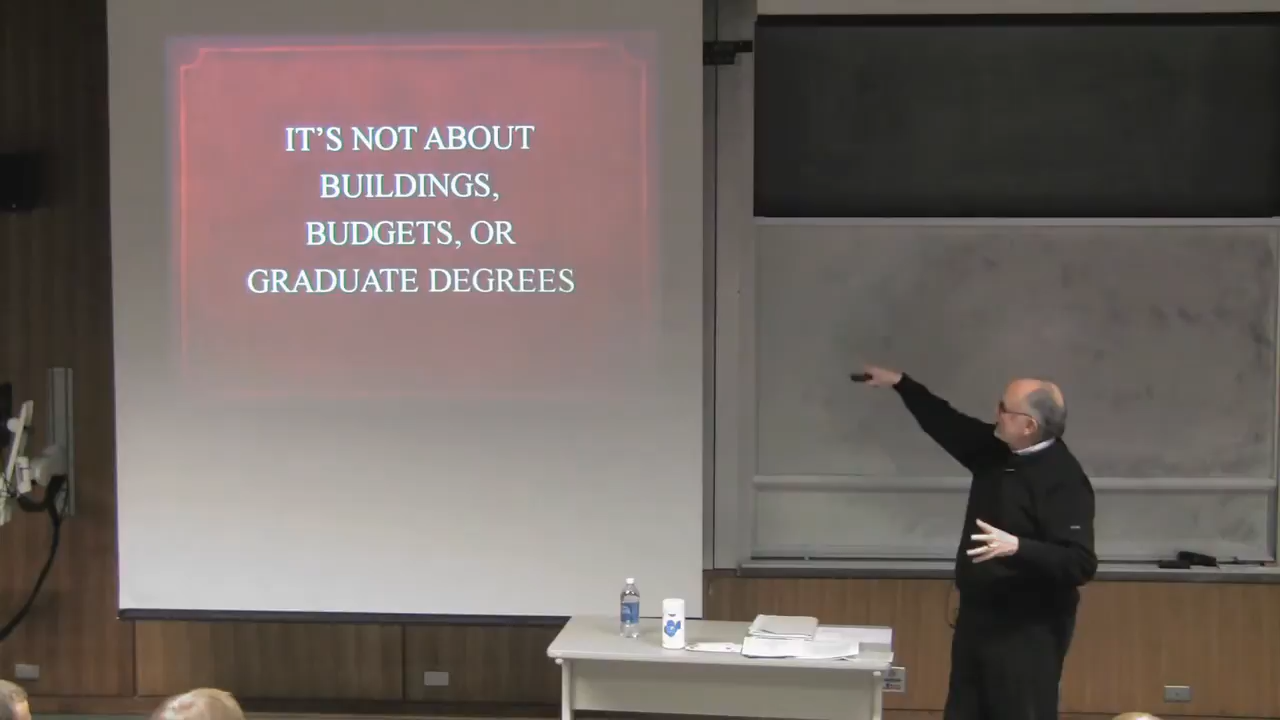 IT'S NOT ABOUT
BUILDINGS,
BUDGETS, OR
GRADUATE DEGREES